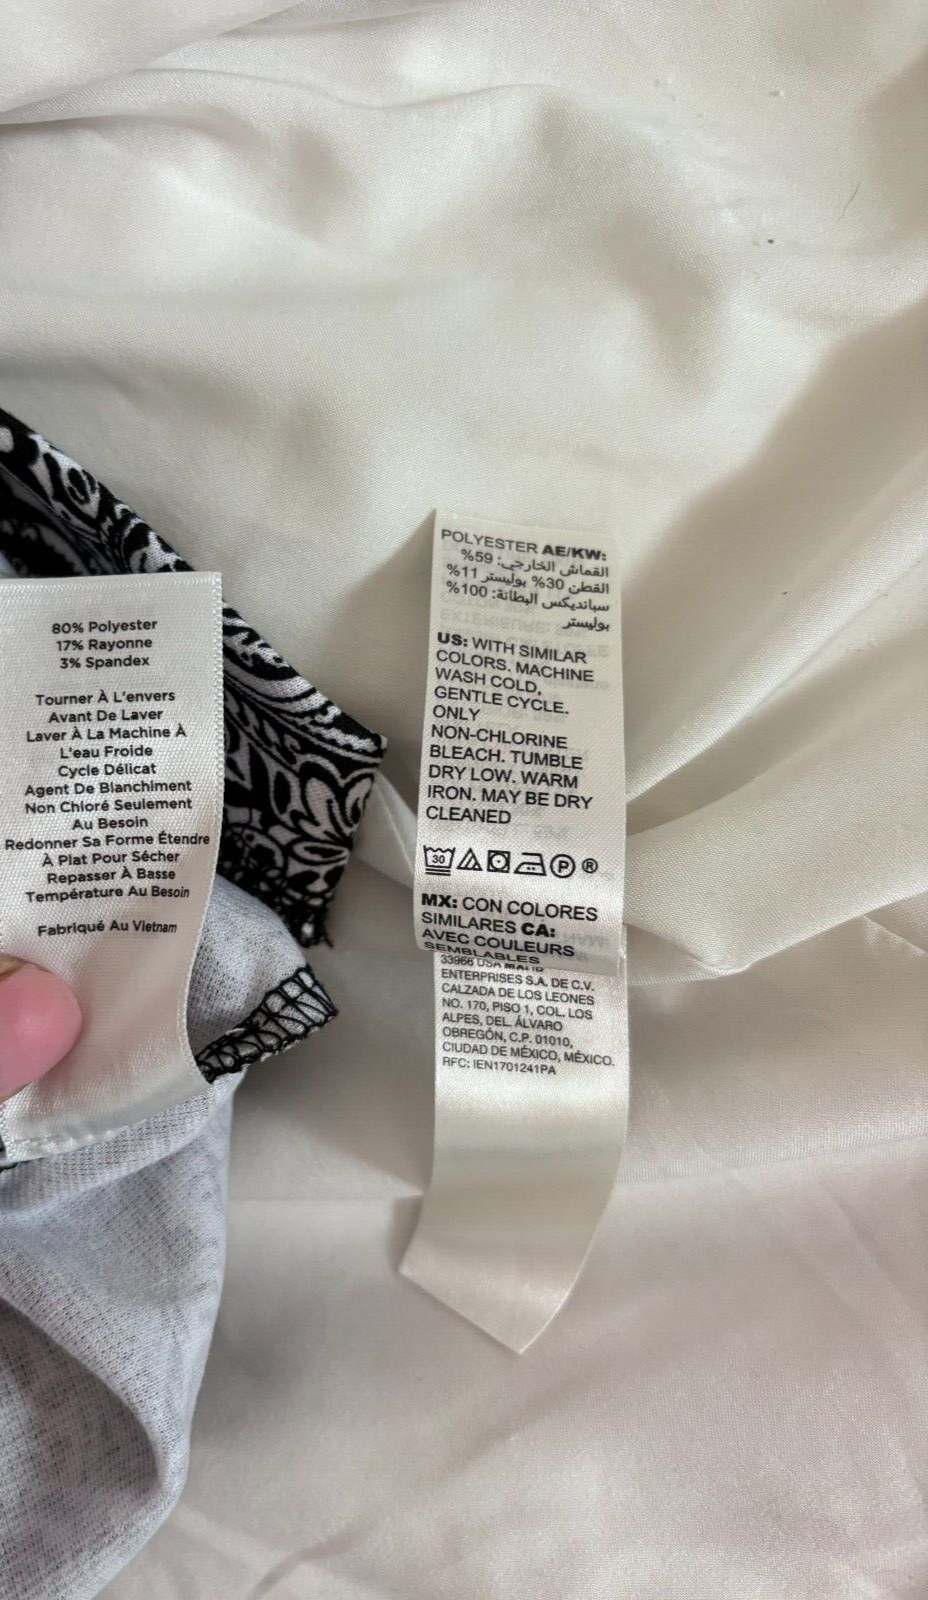 80% Polyester
17% Rayonne
3% Spandex
Tourner À L'envers
Avant De Laver
Laver À La Machine À
L'eau Froide
Cycle Délicat
Agent De Blanchiment
Non Chloré Seulement
Au Besoin
Redonner Sa Forme Étendre
À Plat Pour Sécher
Repasser À Basse
Température Au Besoin
Fabriqué Au Vietnam
POLYESTER AE/KW:
القماش الخارجي: 59%
القطن 30% بوليستر 11%
سبانديكس البطانة: 100%
بوليستر
US: WITH SIMILAR
COLORS. MACHINE
WASH COLD,
GENTLE CYCLE.
ONLY
NON-CHLORINE
BLEACH. TUMBLE
DRY LOW. WARM
IRON. MAY BE DRY
CLEANED
30 P ®
MX: CON COLORES
SIMILARES CA:
AVEC COULEURS
SEMBLABLES
33966 USA
ENTERPRISES S.A. DE C.V.
CALZADA DE LOS LEONES
NO. 170, PISO 1, COL. LOS
ALPES, DEL. ÁLVARO
OBREGÓN, C.P. 01010,
CIUDAD DE MÉXICO, MÉXICO.
RFC: IEN1701241PA